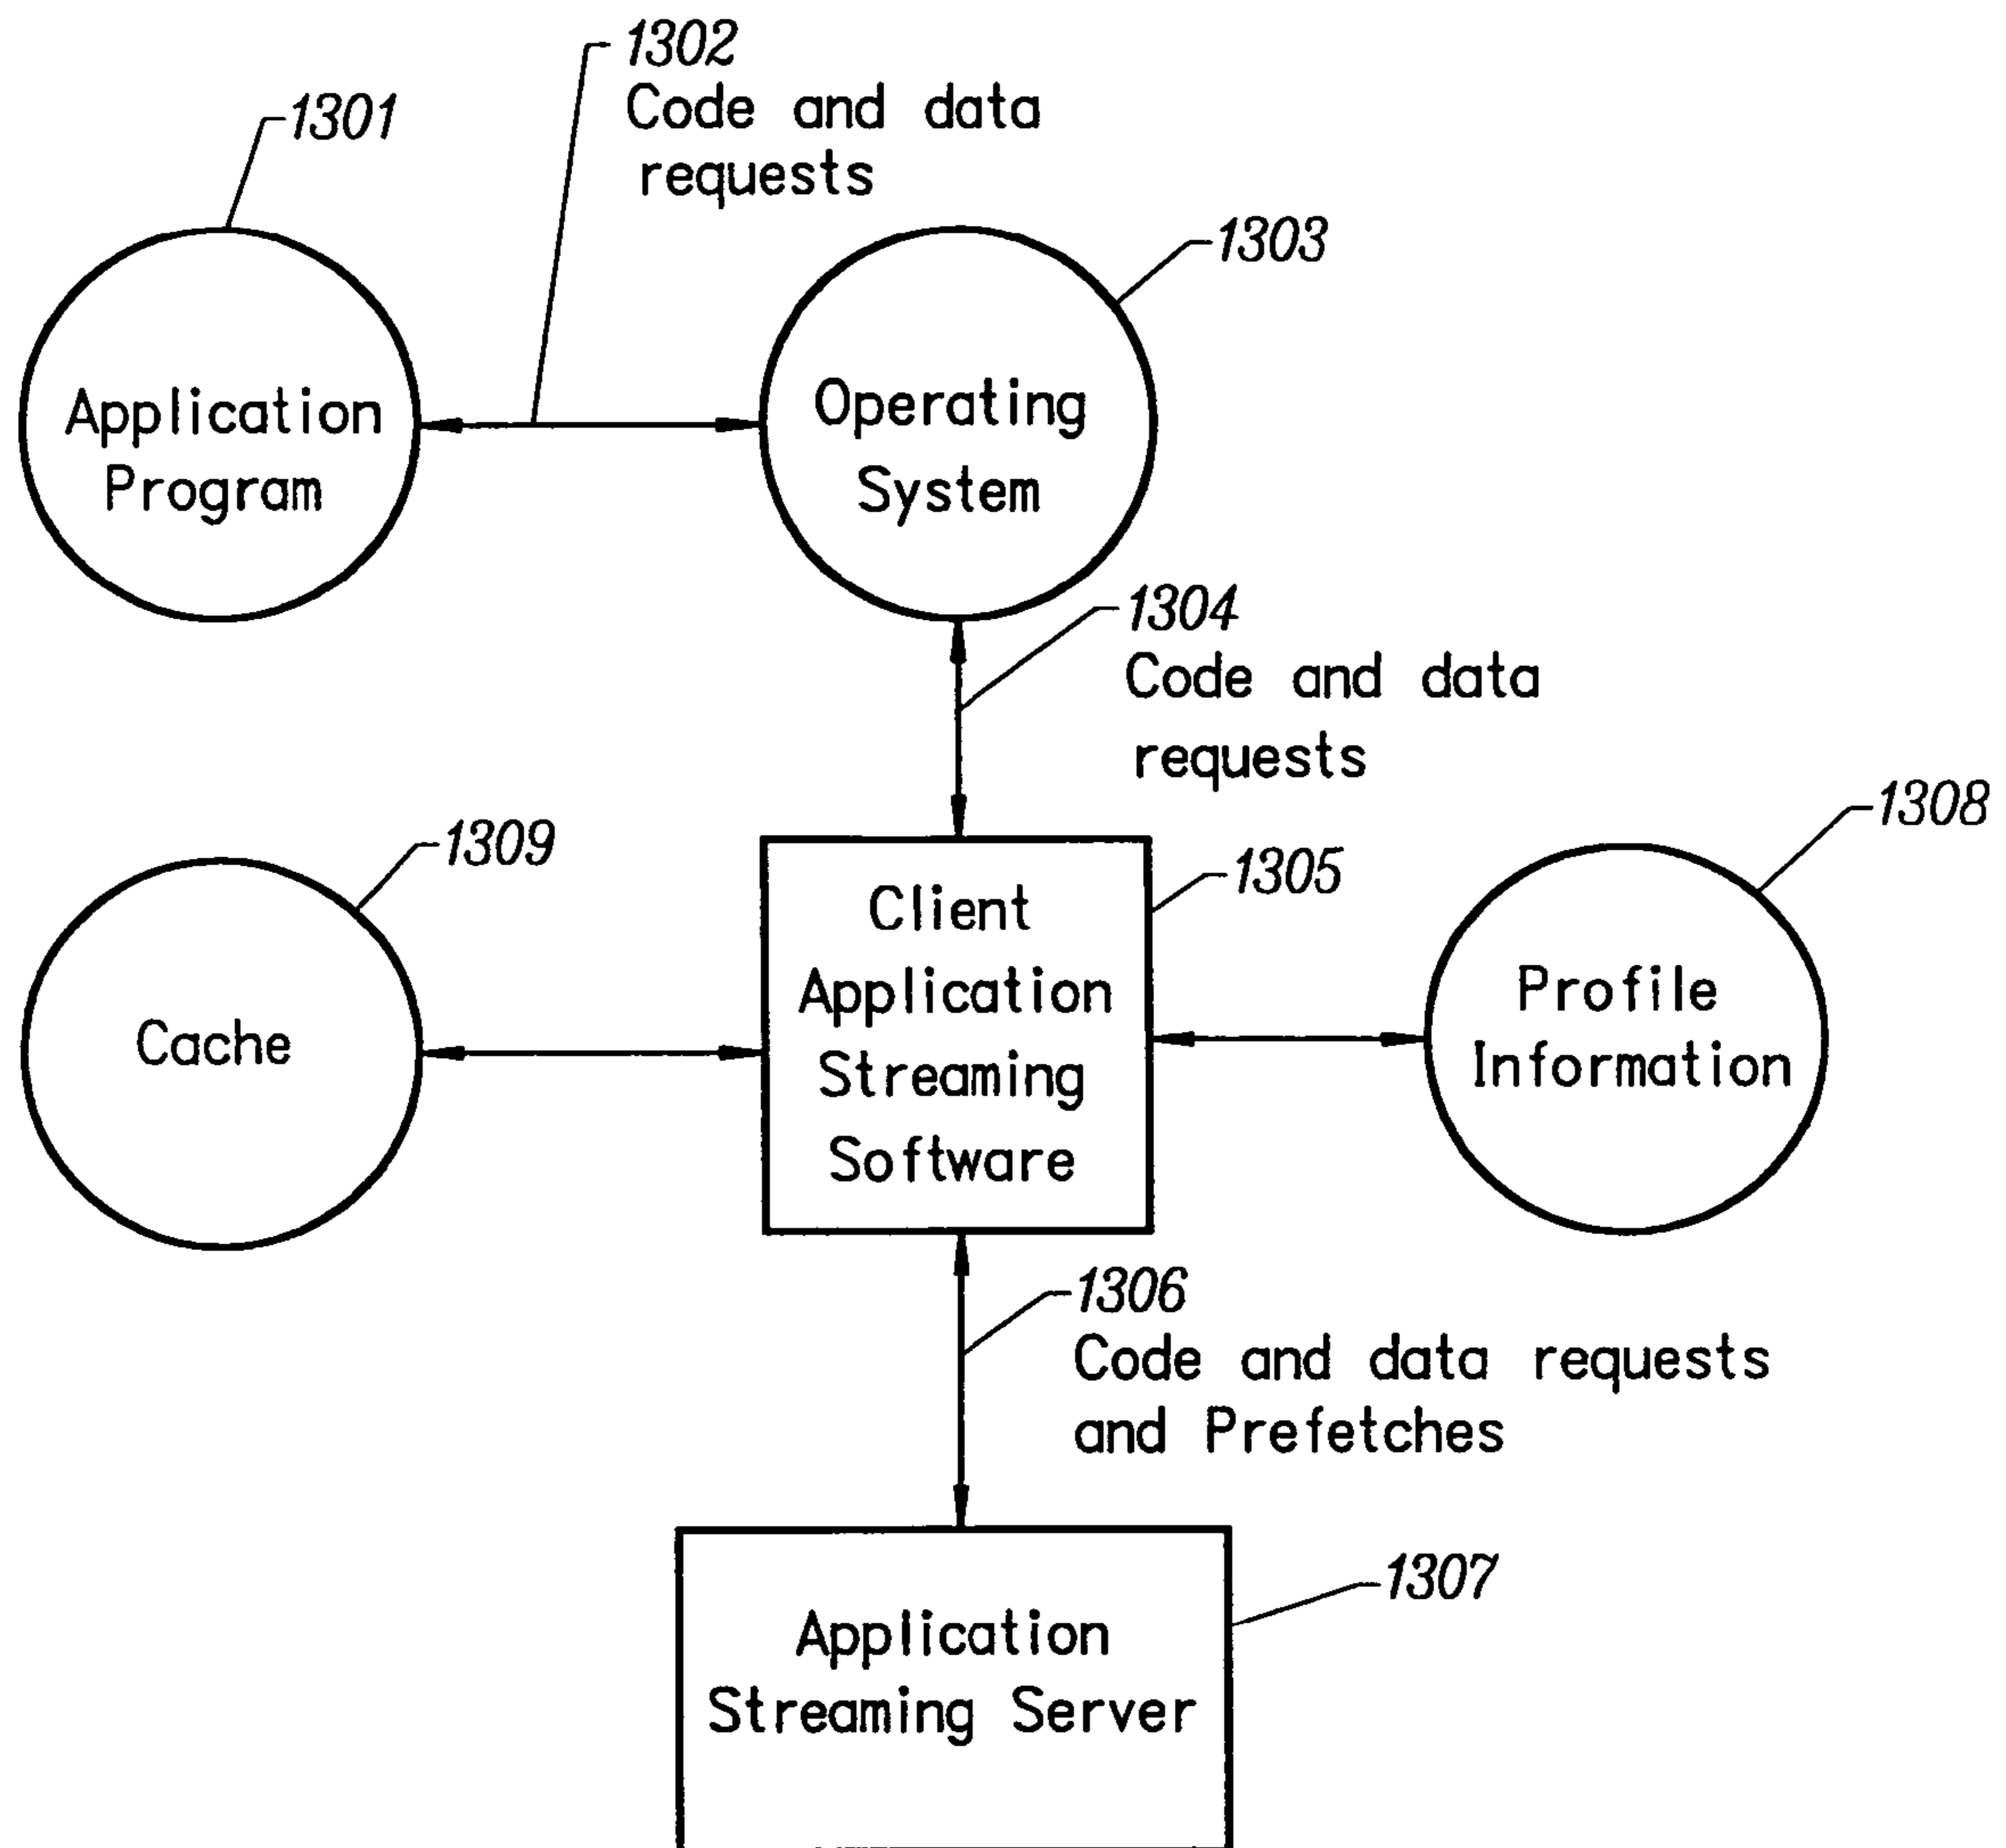 1302
Code and data
requests
1301
1303
Application
Program
Operating
System
1304
Code and data
requests
1308
1309
1305
Client
Application
Streaming
Software
Cache
Profile
Information
1306
Code and data requests
and Prefetches
1307
Application
Streaming Server